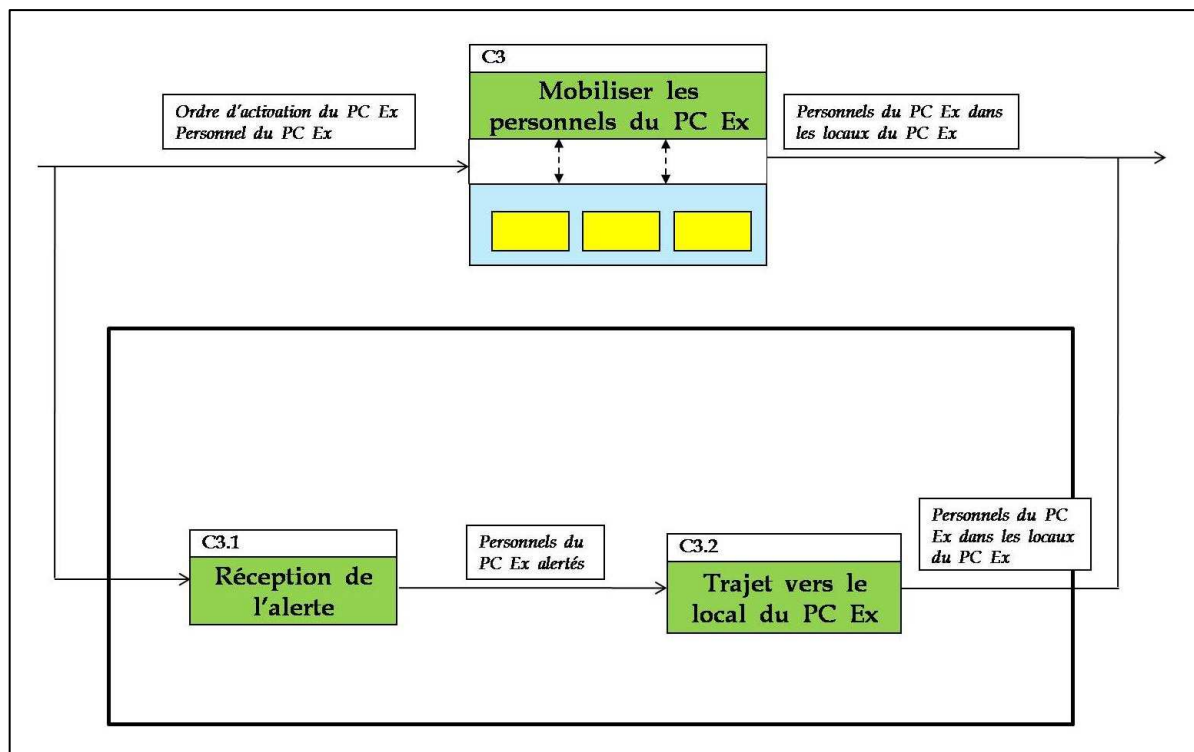 C3
Mobiliser les
personnels du PC Ex
Ordre d'activation du PC Ex
Personnel du PC Ex
Personnels du PC Ex dans
les locaux du PC Ex
C3.1
Réception de
l'alerte
Personnels du
PC Ex alertés
C3.2
Trajet vers le
local du PC Ex
Personnels du PC
Ex dans les locaux
du PC Ex